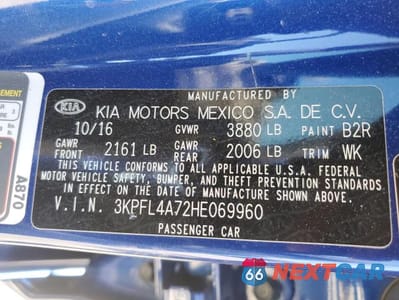 MANUFACTURED BY
KIA KIA MOTORS MEXICO S.A. DE C.V.
10/16 GVWR 3880 LB PAINT B2R
GAWR FRONT 2161 LB GAWR REAR 2006 LB TRIM WK
THIS VEHICLE CONFORMS TO ALL APPLICABLE U.S.A. FEDERAL
MOTOR VEHICLE SAFETY, BUMPER, AND THEFT PREVENTION STANDARDS
IN EFFECT ON THE DATE OF MANUFACTURE SHOWN ABOVE.
V.I.N. 3KPFL4A72HE069960
PASSENGER CAR
A870
66 NEXTCAR